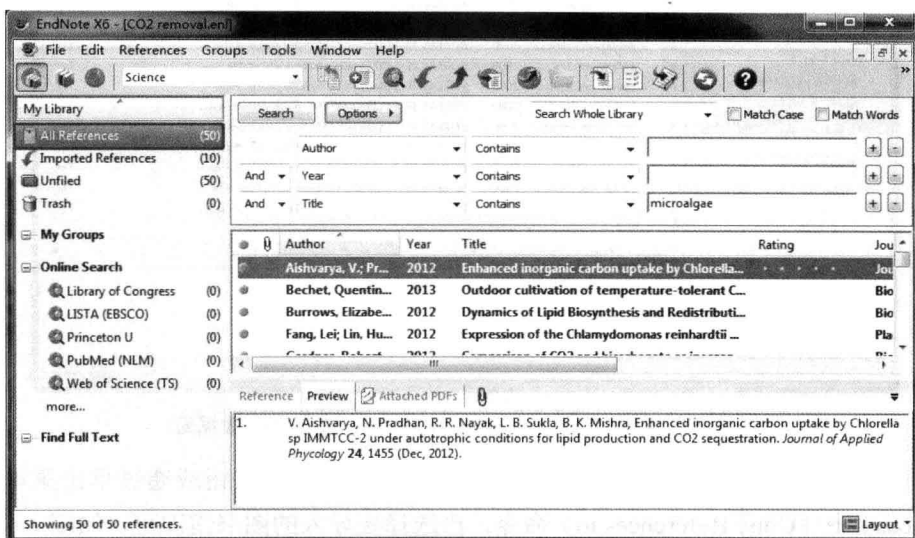 EndNote X6 - [CO2 removal.enl]
File Edit References Groups Tools Window Help
Science
My Library
All References (50)
Imported References (10)
Unfiled (50)
Trash (0)
My Groups
Online Search
Library of Congress (0)
LISTA (EBSCO) (0)
Princeton U (0)
PubMed (NLM) (0)
Web of Science (TS) (0)
more...
Find Full Text
Search Options Search Whole Library Match Case Match Words
Author Contains
And Year Contains
And Title Contains microalgae
Author Year Title Rating Jou
Aishvarya, V.; Pr... 2012 Enhanced inorganic carbon uptake by Chlorella... Jou
Bechet, Quentin... 2013 Outdoor cultivation of temperature-tolerant C... Bio
Burrows, Elizabe... 2012 Dynamics of Lipid Biosynthesis and Redistributi... Bio
Fang, Lei; Lin, Hu... 2012 Expression of the Chlamydomonas reinhardtii ... Pla
Reference Preview Attached PDFs
1. V. Aishvarya, N. Pradhan, R. R. Nayak, L. B. Sukla, B. K. Mishra, Enhanced inorganic carbon uptake by Chlorella
sp IMMTCC-2 under autotrophic conditions for lipid production and CO2 sequestration. Journal of Applied
Phycology 24, 1455 (Dec, 2012).
Showing 50 of 50 references. Layout